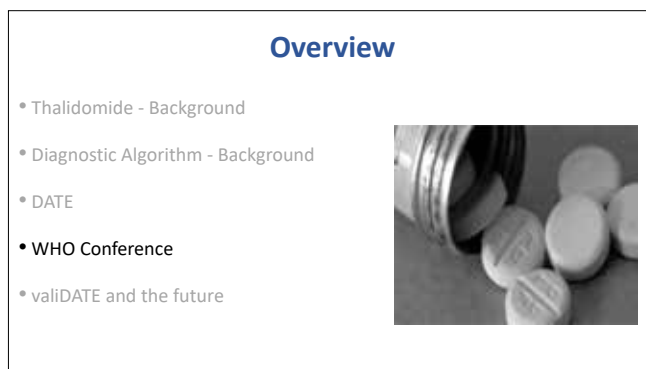 Overview
• Thalidomide - Background
• Diagnostic Algorithm - Background
• DATE
• WHO Conference
• valiDATE and the future